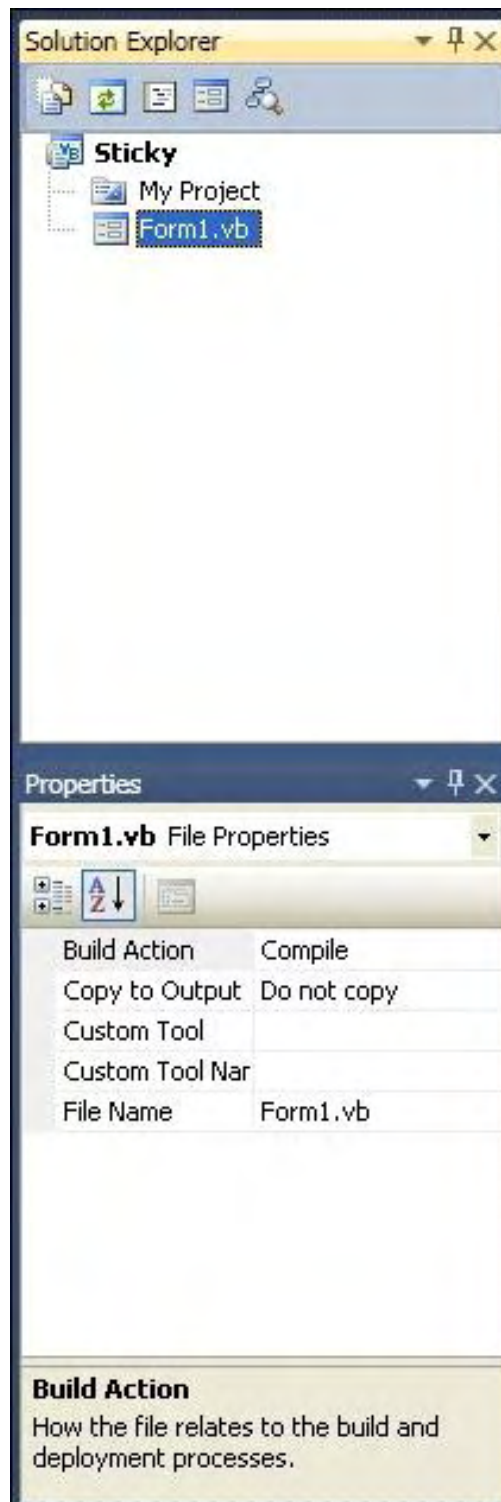 Solution Explorer
Sticky
My Project
Form1.vb
Properties
Form1.vb File Properties
Build Action Compile
Copy to Output Do not copy
Custom Tool
Custom Tool Nar
File Name Form1.vb
Build Action
How the file relates to the build and
deployment processes.